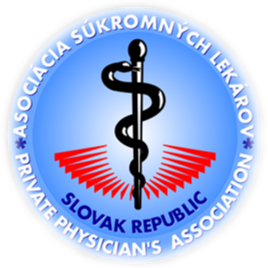 ASOCIÁCIA SÚKROMNÝCH LEKÁROV
SLOVAK REPUBLIC
PRIVATE PHYSICIAN'S ASSOCIATION